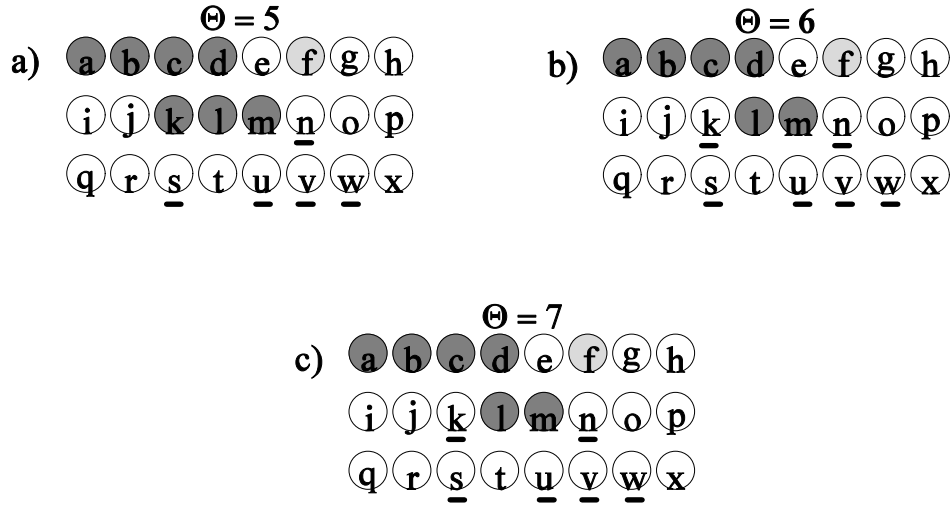 Θ = 5
a) a b c d e f g h
i j k l m n o p
q r s t u v w x
Θ = 6
b) a b c d e f g h
i j k l m n o p
q r s t u v w x
Θ = 7
c) a b c d e f g h
i j k l m n o p
q r s t u v w x